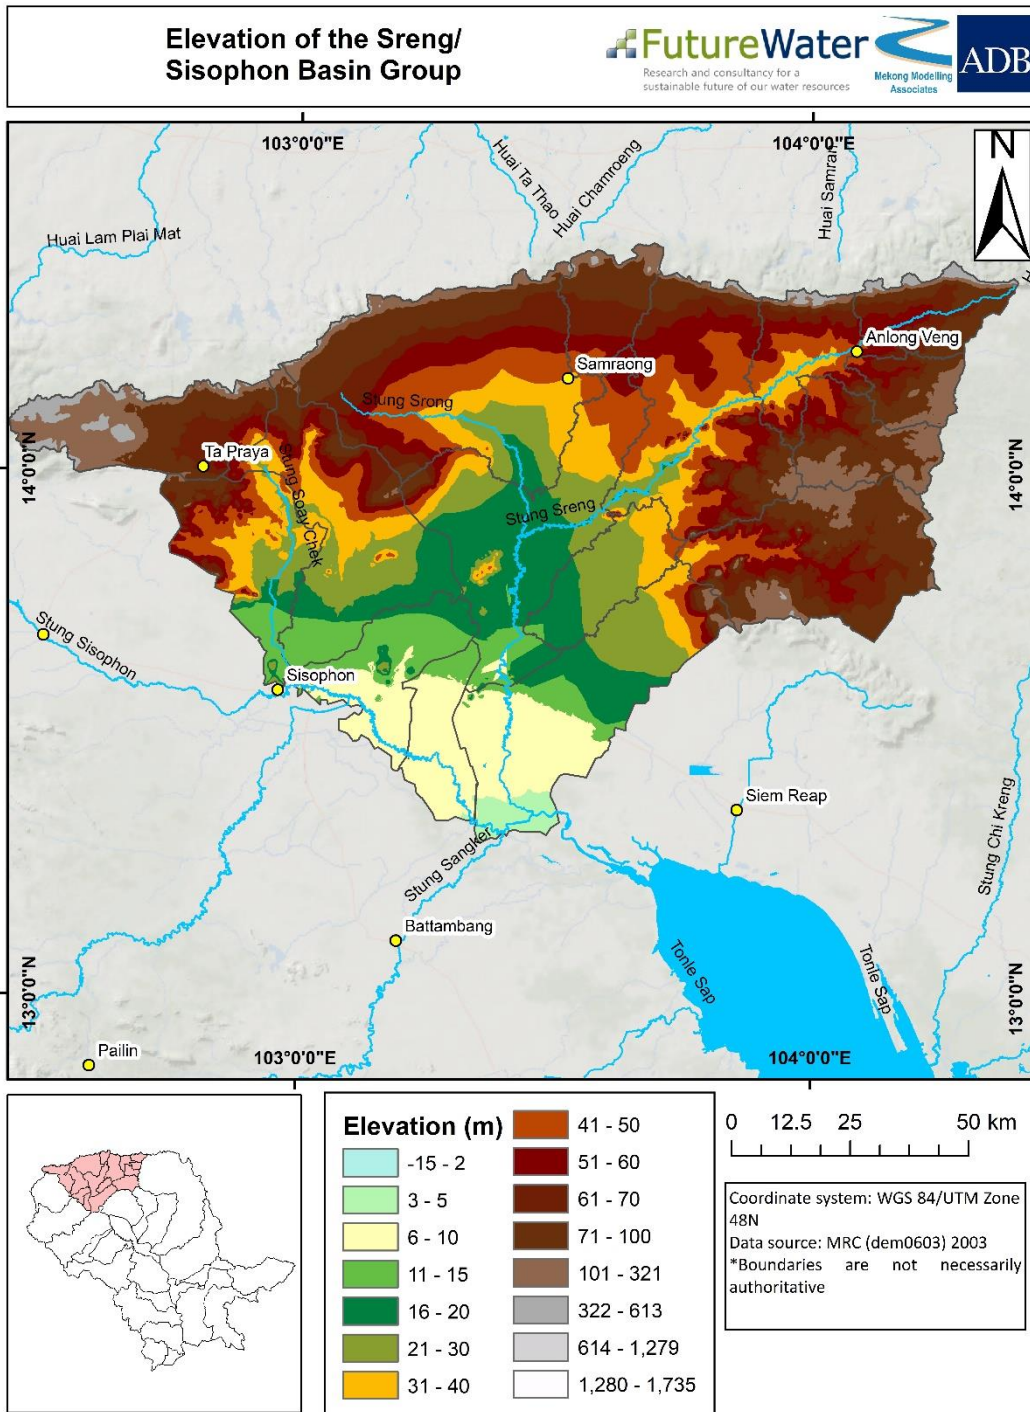 Elevation of the Sreng/
Sisophon Basin Group
FutureWater
Research and consultancy for a
sustainable future of our water resources
Mekong Modelling
Associates
ADB
103°0'0"E
104°0'0"E
N
Huai Ta Thao
Huai Chamroeng
Huai Samran
Huai Lam Plai Mat
H
Anlong Veng
Samraong
Stung Srong
14°0'0"N
Ta Praya
Stung Soay Chek
14°0'0"N
Stung Sreng
Stung Sisophon
Sisophon
Siem Reap
Stung Chi Kreng
Stung Sangker
Battambang
Tonle Sap
Tonle Sap
13°0'0"N
13°0'0"N
Pailin
103°0'0"E
104°0'0"E
Elevation (m)
-15 - 2
3 - 5
6 - 10
11 - 15
16 - 20
21 - 30
31 - 40
41 - 50
51 - 60
61 - 70
71 - 100
101 - 321
322 - 613
614 - 1,279
1,280 - 1,735
0 12.5 25 50 km
Coordinate system: WGS 84/UTM Zone
48N
Data source: MRC (dem0603) 2003
*Boundaries are not necessarily
authoritative